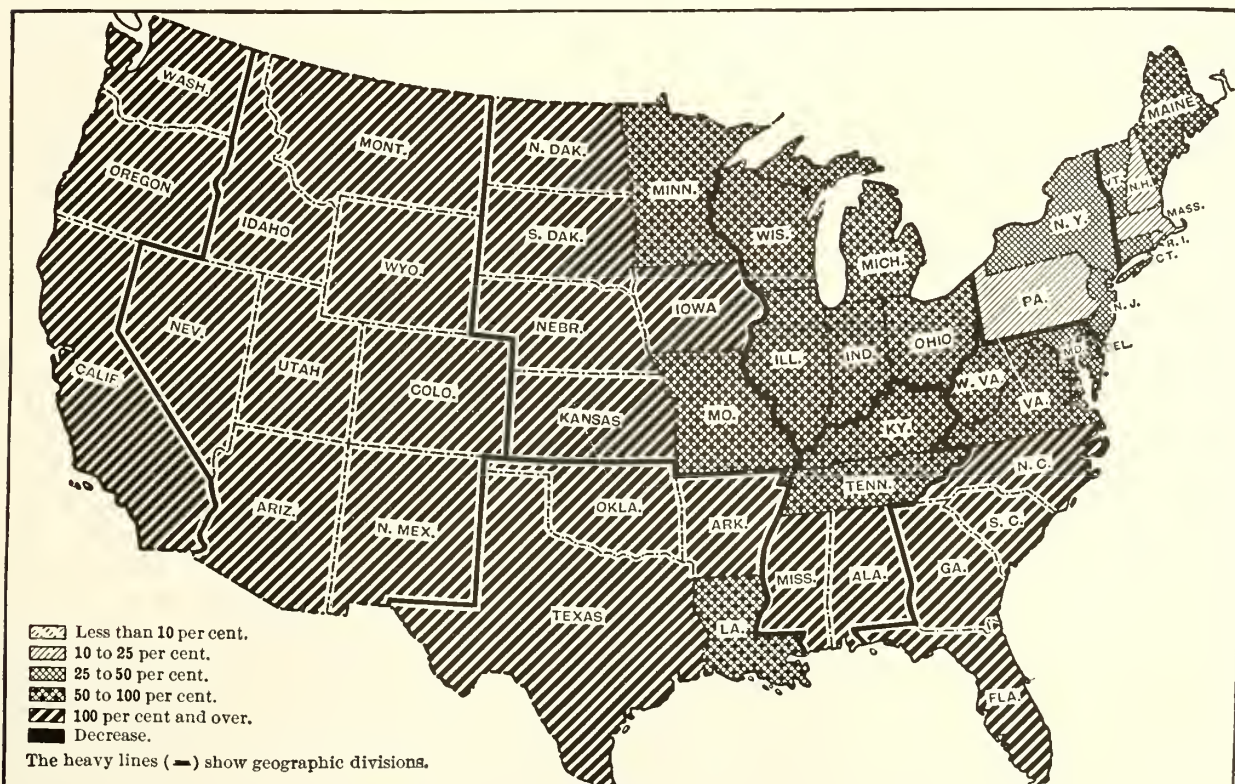 WASH.
MONT.
N. DAK.
MINN.
MAINE
OREGON
IDAHO
WYO.
S. DAK.
WIS.
MICH.
N. Y.
VT.
N.H.
MASS.
R. I.
CT.
NEV.
UTAH
COLO.
NEBR.
IOWA
ILL.
IND.
OHIO
PA.
N. J.
CALIF
KANSAS
MO.
KY.
W. VA.
VA.
MD.
EL.
ARIZ.
N. MEX.
OKLA.
ARK.
TENN.
N. C.
S. C.
TEXAS
LA.
MISS.
ALA.
GA.
FLA.
Less than 10 per cent.
10 to 25 per cent.
25 to 50 per cent.
50 to 100 per cent.
100 per cent and over.
Decrease.
The heavy lines (▬) show geographic divisions.